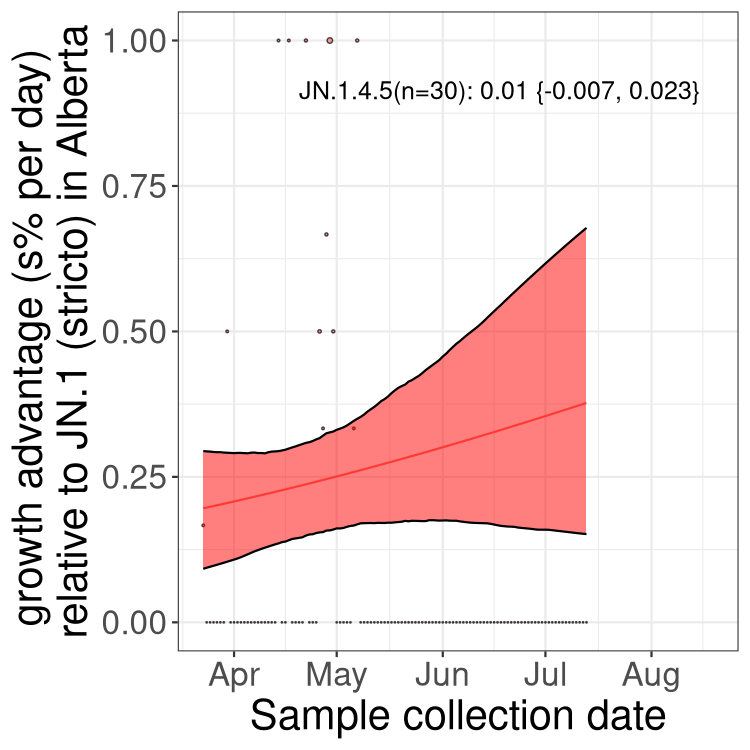 growth advantage (s% per day)
relative to JN.1 (stricto) in Alberta
1.00
0.75
0.50
0.25
0.00
JN.1.4.5(n=30): 0.01 {-0.007, 0.023}
Apr May Jun Jul Aug
Sample collection date